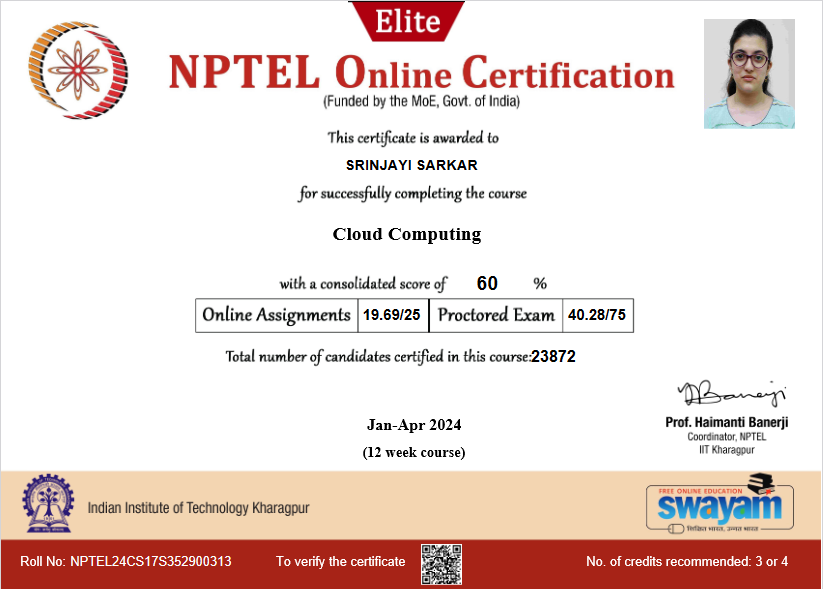 Elite
NPTEL Online Certification
(Funded by the MoE, Govt. of India)
This certificate is awarded to
SRINJAYI SARKAR
for successfully completing the course
Cloud Computing
with a consolidated score of 60 %
Online Assignments 19.69/25 Proctored Exam 40.28/75
Total number of candidates certified in this course:23872
Jan-Apr 2024
(12 week course)
Prof. Haimanti Banerji
Coordinator, NPTEL
IIT Kharagpur
Indian Institute of Technology Kharagpur
FREE ONLINE EDUCATION
swayam
शिक्षित भारत, उन्नत भारत
Roll No: NPTEL24CS17S352900313
To verify the certificate
No. of credits recommended: 3 or 4